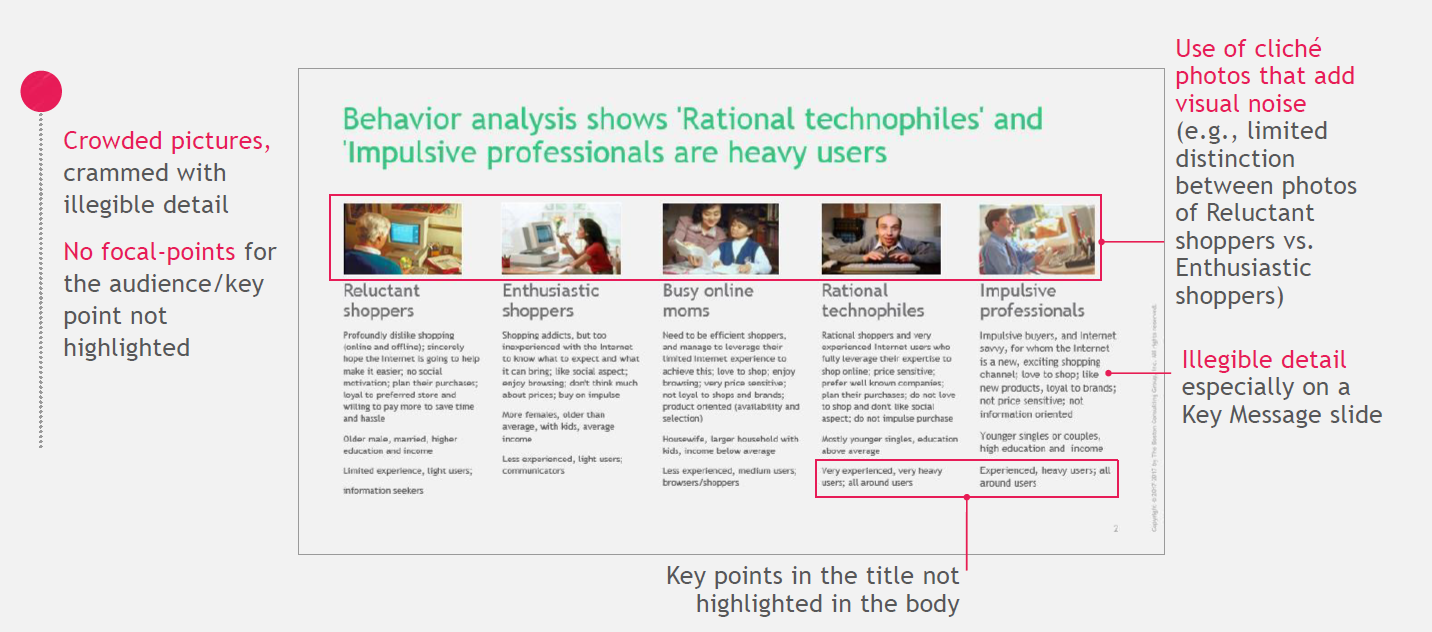 Crowded pictures,
crammed with
illegible detail
No focal-points for
the audience/key
point not
highlighted
Behavior analysis shows 'Rational technophiles' and
'Impulsive professionals are heavy users
Reluctant
shoppers
Profoundly dislike shopping
(online and offline); sincerely
hope the Internet is going to help
make it easier; no social
motivation; plan their purchases;
loyal to preferred store and
willing to pay more to save time
and hassle
Older male, married, higher
education and income
Limited experience, light users;
information seekers
Enthusiastic
shoppers
Shopping addicts, but too
inexperienced with the Internet
to know what to expect and what
it can bring; like social aspect;
enjoy browsing; don't think much
about prices; buy on impulse
More females, older than
average, with kids, average
income
Less experienced, light users;
communicators
Busy online
moms
Need to be efficient shoppers,
and manage to leverage their
limited Internet experience to
achieve this; love to shop; enjoy
browsing; very price sensitive;
not loyal to shops and brands;
product oriented (availability and
selection)
Housewife, larger household with
kids, income below average
Less experienced, medium users;
browsers/shoppers
Rational
technophiles
Rational shoppers and very
experienced Internet users who
fully leverage their expertise to
shop online; price sensitive;
prefer well known companies;
plan their purchases; do not love
to shop and don't like social
aspect; do not impulse purchase
Mostly younger singles, education
above average
Very experienced, very heavy
users; all around users
Impulsive
professionals
Impulsive buyers, and Internet
savvy, for whom the Internet
is a new, exciting shopping
channel; love to shop; like
new products, loyal to brands;
not price sensitive; not
information oriented
Younger singles or couples,
high education and income
Experienced, heavy users; all
around users
2
Copyright © 2017 by The Boston Consulting Group, Inc. All rights reserved.
Use of cliché
photos that add
visual noise
(e.g., limited
distinction
between photos
of Reluctant
shoppers vs.
Enthusiastic
shoppers)
Illegible detail
especially on a
Key Message slide
Key points in the title not
highlighted in the body